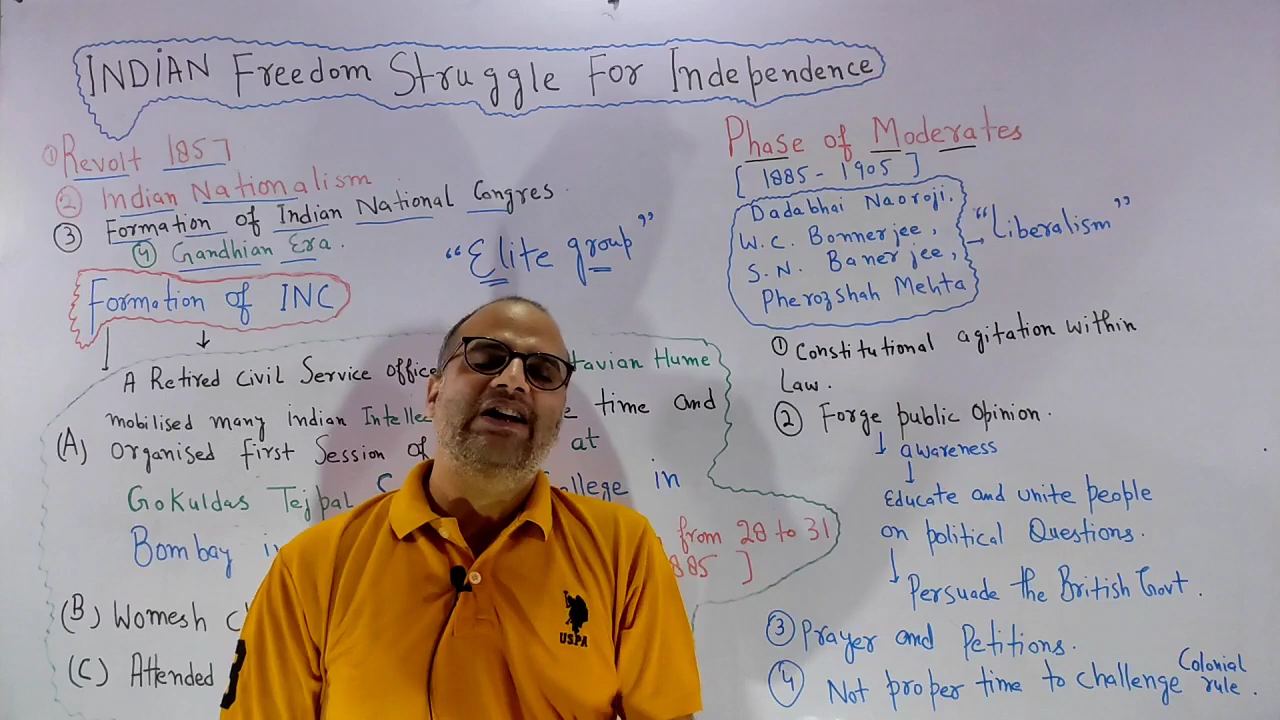 INDIAN Freedom Struggle For Independence
① Revolt 1857
② Indian Nationalism
③ Formation of Indian National Congres
④ Gandhian Era.
"Elite group"
Formation of INC
A Retired Civil Service
tavian Hume
mobilised many Indian
time and
(A) organised first Session of
at
Gokuldas Tejpal
llege in
Bombay
from 28 to 31
885 ]
(B) Womesh
(C) Attended
Phase of Moderates
[ 1885 - 1905 ]
Dadabhai Naoroji.
W.C. Bonnerjee,
S.N. Banerjee,
Pherozshah Mehta
"Liberalism"
① Constitutional agitation within
Law.
② Forge public opinion.
awareness
Educate and unite people
on political Questions.
Persuade the British Govt.
③ Prayer and Petitions.
④ Not proper time to challenge Colonial
rule.
USPA